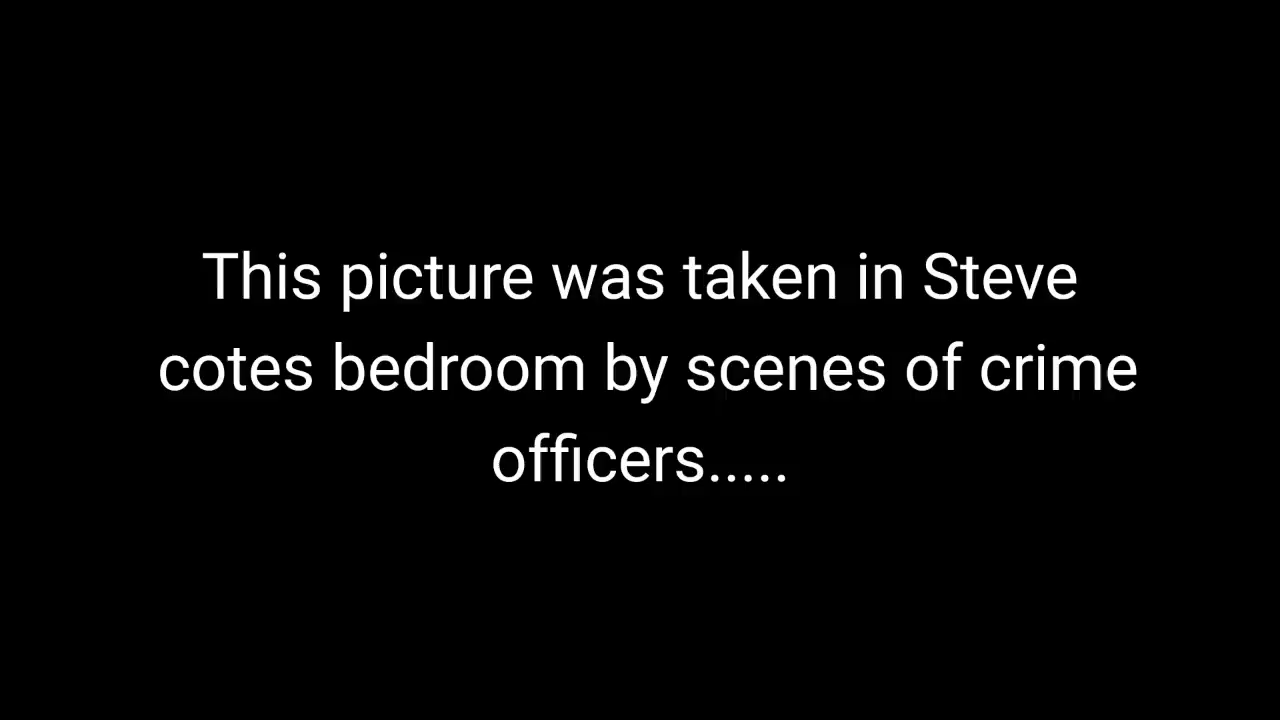 This picture was taken in Steve
cotes bedroom by scenes of crime
officers.....